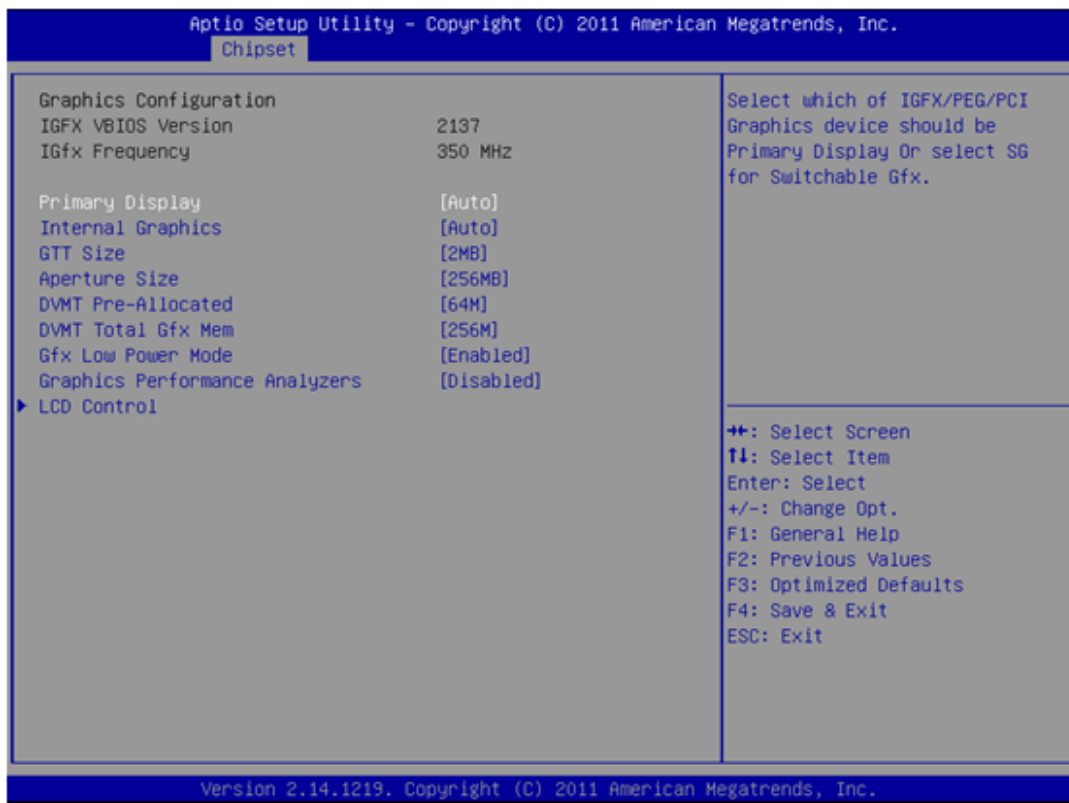 Aptio Setup Utility – Copyright (C) 2011 American Megatrends, Inc.
Chipset
Graphics Configuration
IGFX VBIOS Version 2137
IGfx Frequency 350 MHz
Primary Display [Auto]
Internal Graphics [Auto]
GTT Size [2MB]
Aperture Size [256MB]
DVMT Pre-Allocated [64M]
DVMT Total Gfx Mem [256M]
Gfx Low Power Mode [Enabled]
Graphics Performance Analyzers [Disabled]
LCD Control
Select which of IGFX/PEG/PCI
Graphics device should be
Primary Display Or select SG
for Switchable Gfx.
→←: Select Screen
↑↓: Select Item
Enter: Select
+/-: Change Opt.
F1: General Help
F2: Previous Values
F3: Optimized Defaults
F4: Save & Exit
ESC: Exit
Version 2.14.1219. Copyright (C) 2011 American Megatrends, Inc.